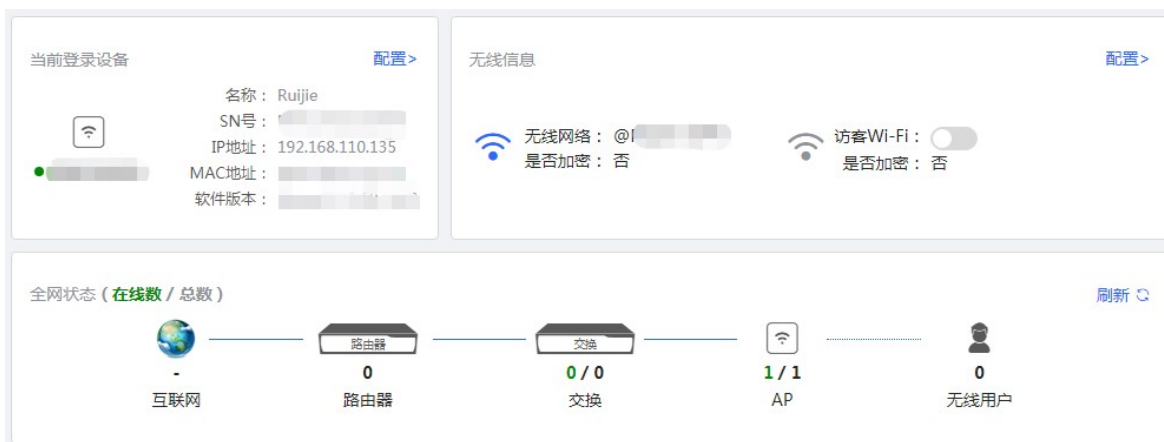 当前登录设备
配置>
名称： Ruijie
SN号：
IP地址： 192.168.110.135
MAC地址：
软件版本：
无线信息
配置>
无线网络： @
是否加密： 否
访客Wi-Fi：
是否加密： 否
全网状态 ( 在线数 / 总数 )
刷新
路由器
交换
-
0
0 / 0
1 / 1
0
互联网
路由器
交换
AP
无线用户